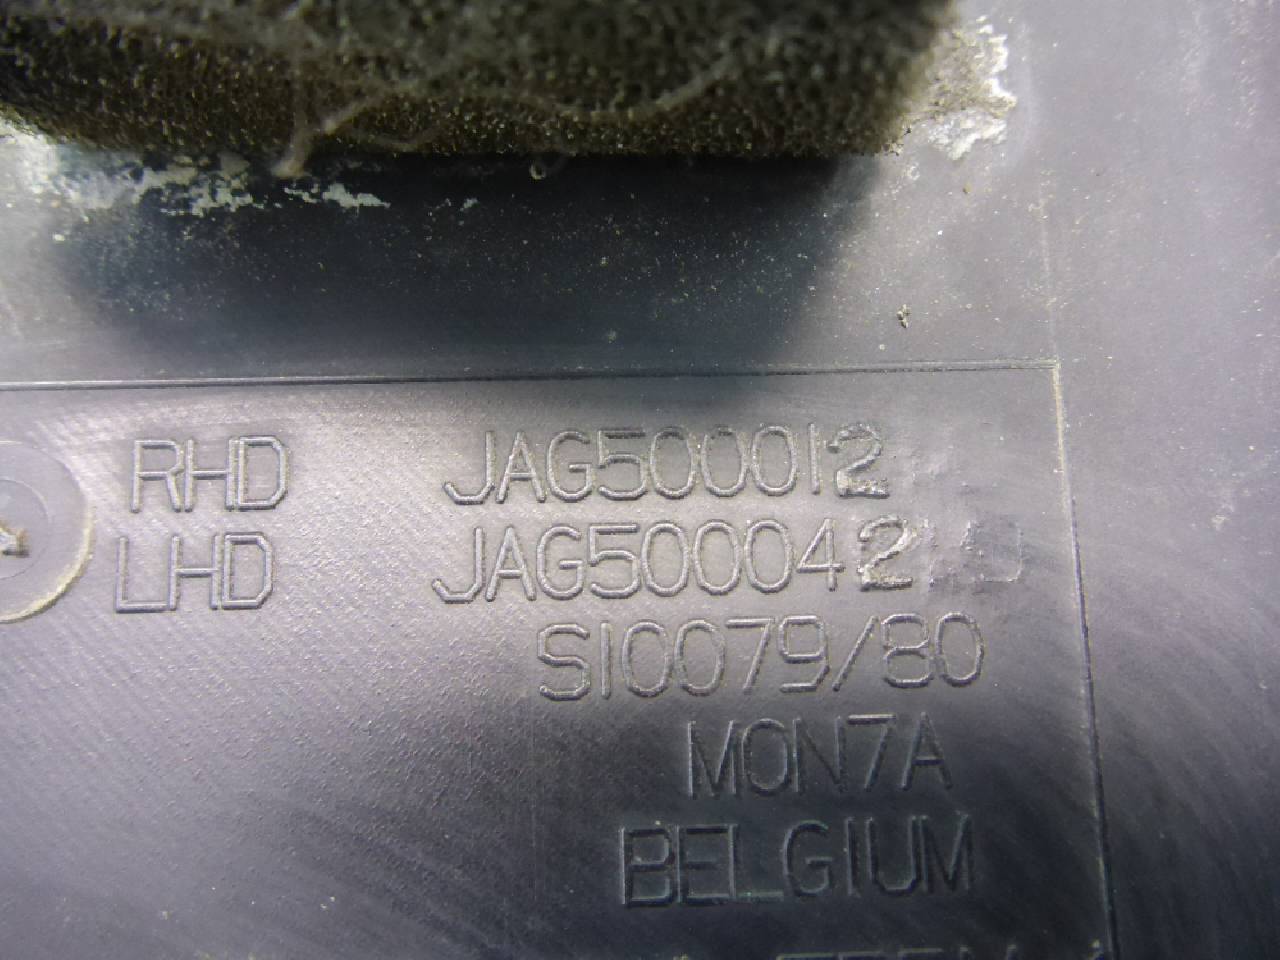 RHD JAG500012
LHD JAG500042
SI0079/80
MON7A
BELGIUM